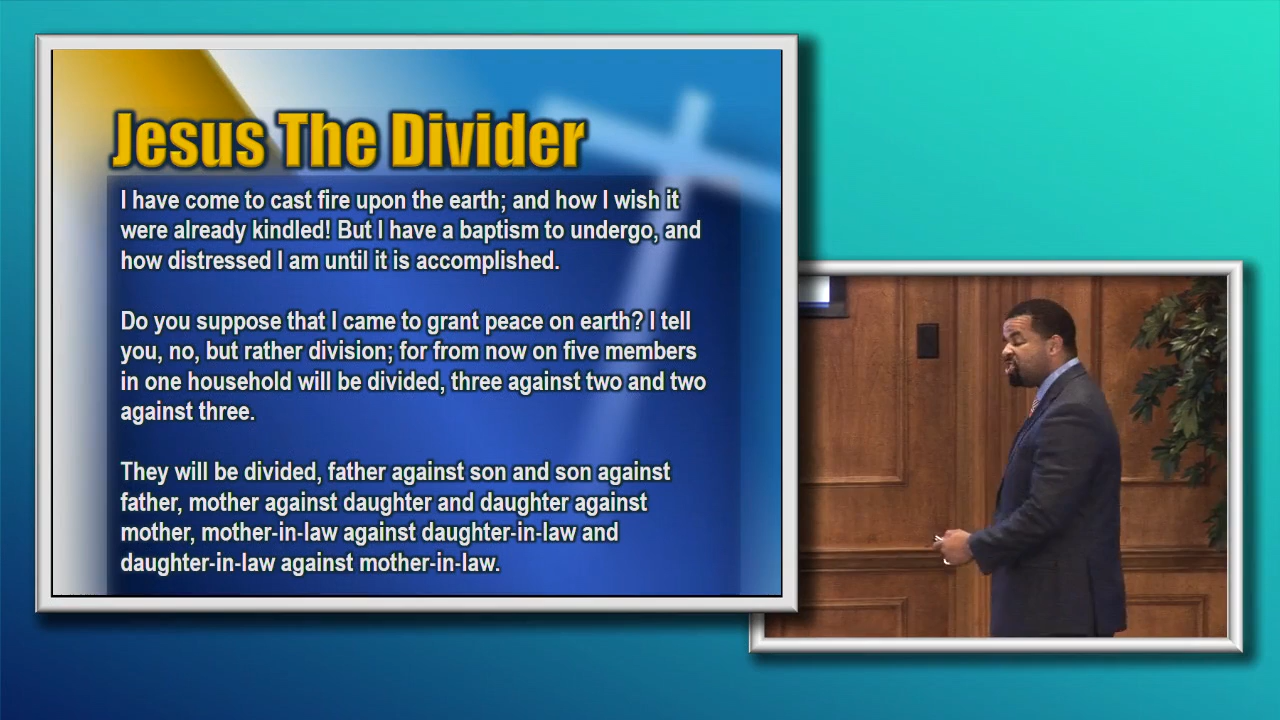 Jesus The Divider
I have come to cast fire upon the earth; and how I wish it
were already kindled! But I have a baptism to undergo, and
how distressed I am until it is accomplished.
Do you suppose that I came to grant peace on earth? I tell
you, no, but rather division; for from now on five members
in one household will be divided, three against two and two
against three.
They will be divided, father against son and son against
father, mother against daughter and daughter against
mother, mother-in-law against daughter-in-law and
daughter-in-law against mother-in-law.